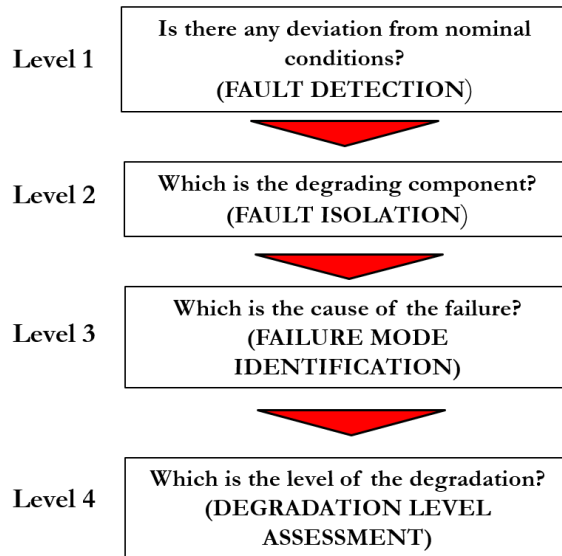 Level 1
Is there any deviation from nominal
conditions?
(FAULT DETECTION)
Level 2
Which is the degrading component?
(FAULT ISOLATION)
Level 3
Which is the cause of the failure?
(FAILURE MODE
IDENTIFICATION)
Level 4
Which is the level of the degradation?
(DEGRADATION LEVEL
ASSESSMENT)